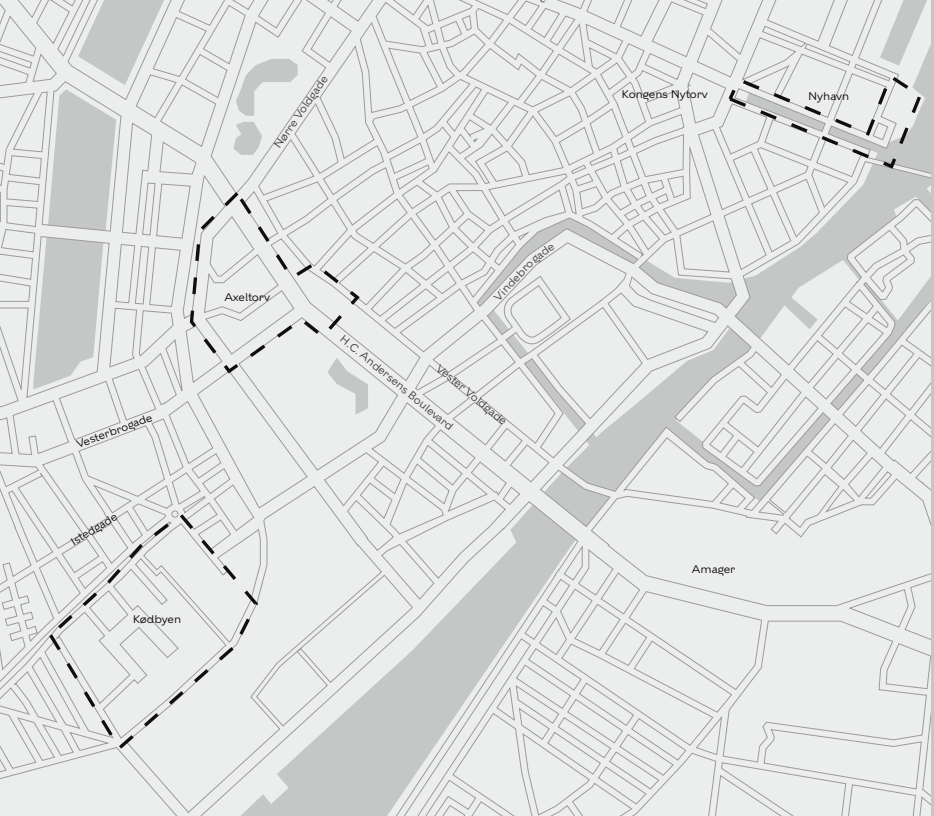 Kongens Nytorv
Nyhavn
Nørre Voldgade
Vindebrogade
Axeltorv
H.C. Andersens Boulevard
Vester Voldgade
Vesterbrogade
Istedgade
Amager
Kødbyen